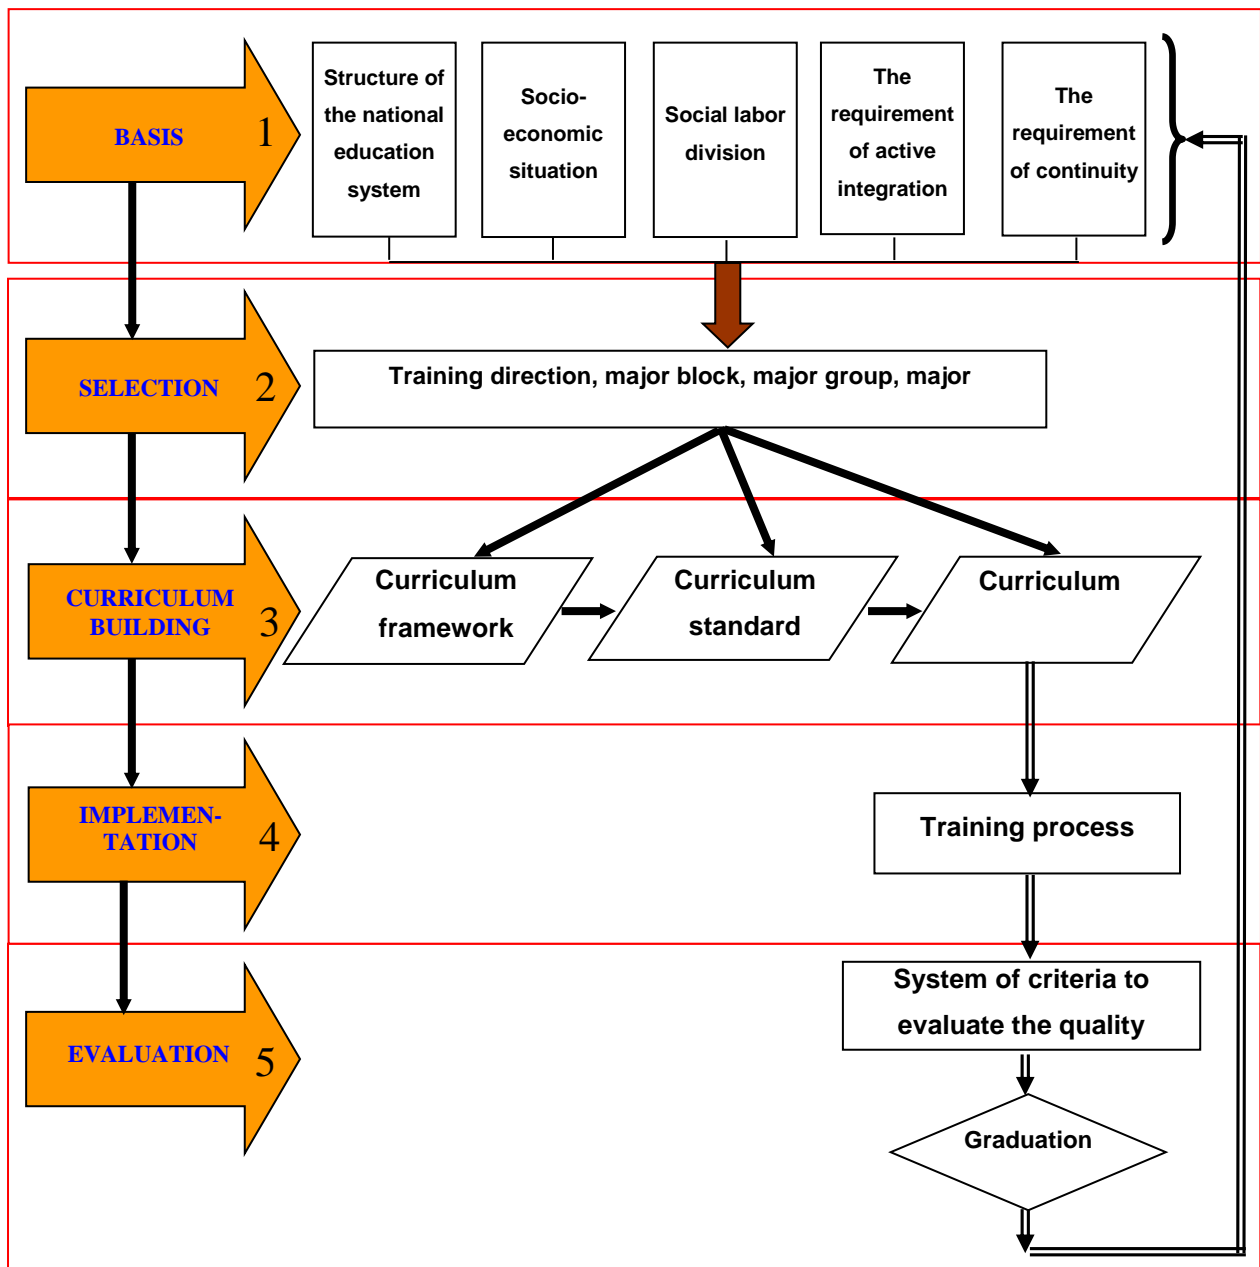 BASIS
1
Structure of
the national
education
system
Socio-
economic
situation
Social labor
division
The
requirement
of active
integration
The
requirement
of continuity
SELECTION
2
Training direction, major block, major group, major
CURRICULUM
BUILDING
3
Curriculum
framework
Curriculum
standard
Curriculum
IMPLEMEN-
TATION
4
Training process
EVALUATION
5
System of criteria to
evaluate the quality
Graduation